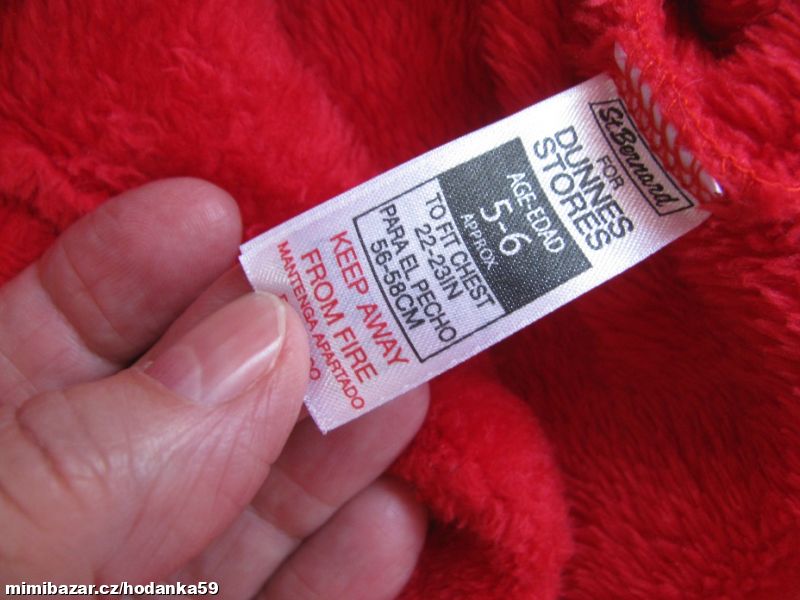 St.Bernard
FOR
DUNNES
STORES
AGE-EDAD
5-6
APPROX
TO FIT CHEST
22-23IN
PARA EL PECHO
56-58CM
KEEP AWAY
FROM FIRE
MANTENGA APARTADO
mimibazar.cz/hodanka59